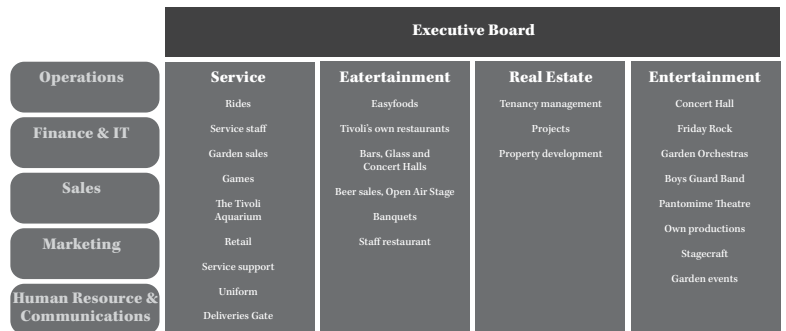 Executive Board
Operations
Finance & IT
Sales
Marketing
Human Resource &
Communications
Service
Rides
Service staff
Garden sales
Games
The Tivoli
Aquarium
Retail
Service support
Uniform
Deliveries Gate
Eatertainment
Easyfoods
Tivoli's own restaurants
Bars, Glass and
Concert Halls
Beer sales, Open Air Stage
Banquets
Staff restaurant
Real Estate
Tenancy management
Projects
Property development
Entertainment
Concert Hall
Friday Rock
Garden Orchestras
Boys Guard Band
Pantomime Theatre
Own productions
Stagecraft
Garden events